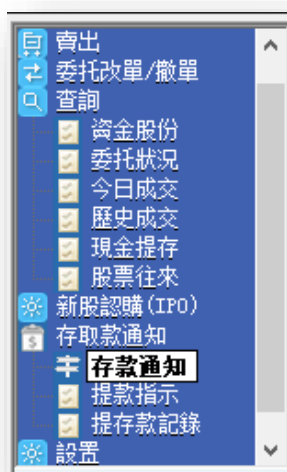 賣出
委托改單/撤單
查詢
資金股份
委托狀況
今日成交
歷史成交
現金提存
股票往來
新股認購(IPO)
存取款通知
存款通知
提款指示
提存款記錄
設置